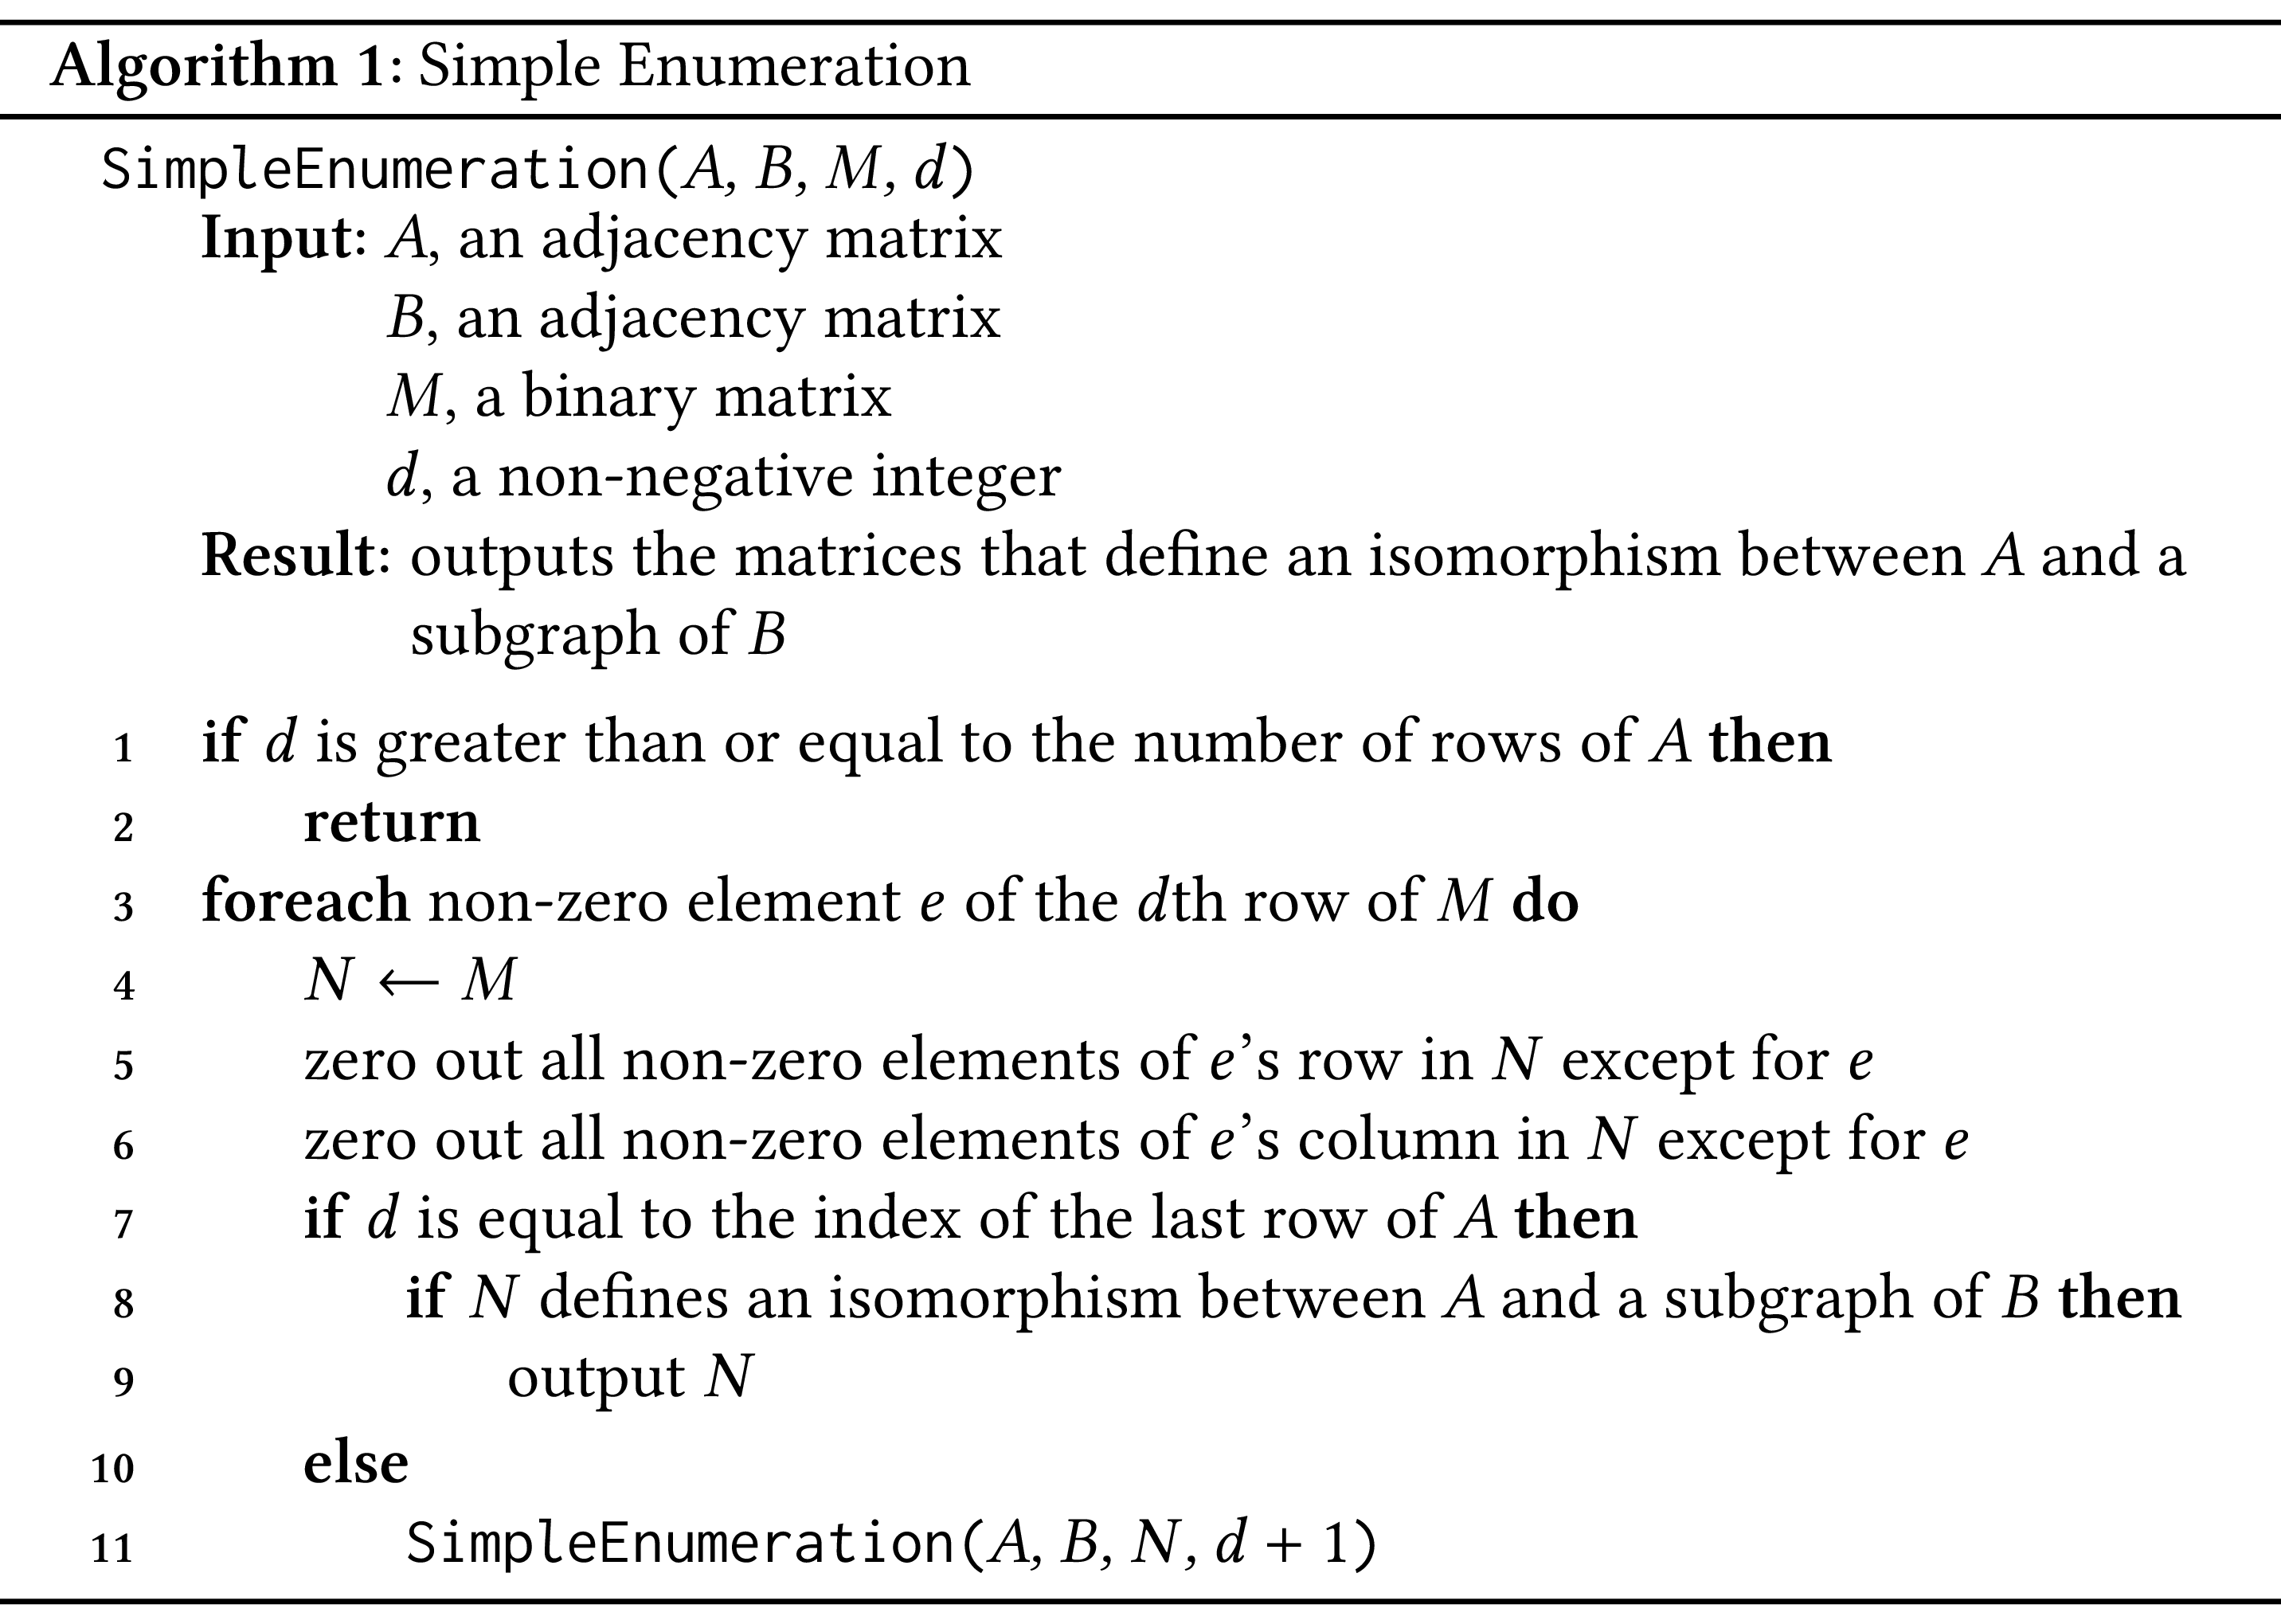 Algorithm 1: Simple Enumeration
SimpleEnumeration(A, B, M, d)
Input: A, an adjacency matrix
B, an adjacency matrix
M, a binary matrix
d, a non-negative integer
Result: outputs the matrices that define an isomorphism between A and a
subgraph of B
1 if d is greater than or equal to the number of rows of A then
2 return
3 foreach non-zero element e of the dth row of M do
4 N ⟵ M
5 zero out all non-zero elements of e’s row in N except for e
6 zero out all non-zero elements of e’s column in N except for e
7 if d is equal to the index of the last row of A then
8 if N defines an isomorphism between A and a subgraph of B then
9 output N
10 else
11 SimpleEnumeration(A, B, N, d + 1)